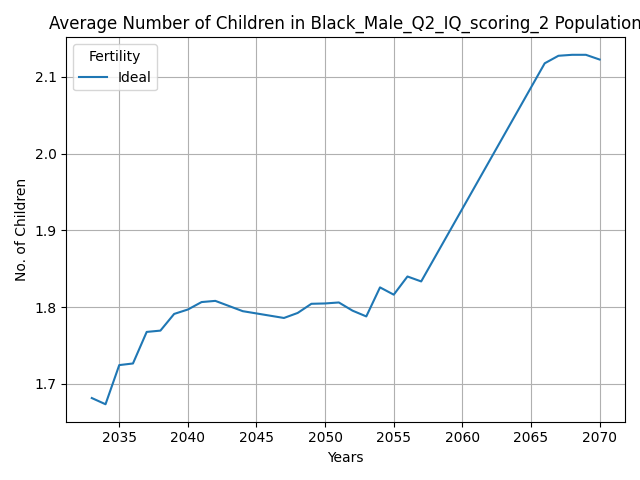 Average Number of Children in Black_Male_Q2_IQ_scoring_2 Population
Fertility
Ideal
2.1
2.0
1.9
1.8
1.7
No. of Children
2035 2040 2045 2050 2055 2060 2065 2070
Years